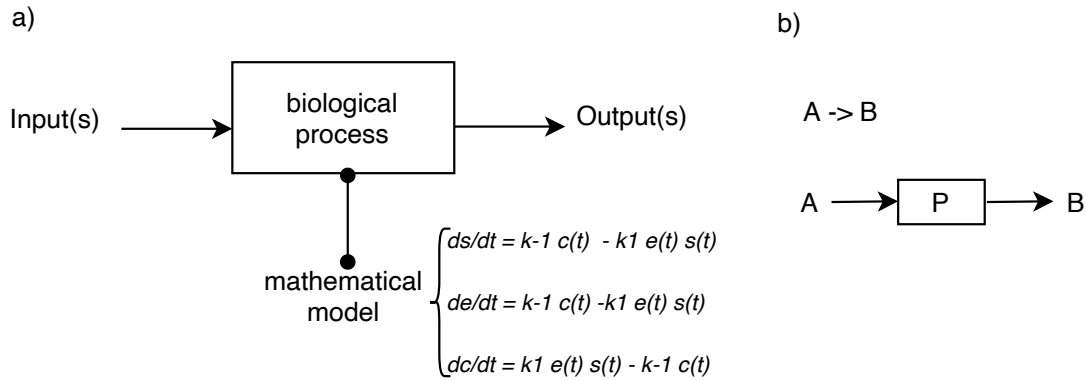 a)
Input(s)
biological
process
Output(s)
mathematical
model
ds/dt = k-1 c(t)  - k1 e(t) s(t)
de/dt = k-1 c(t) -k1 e(t) s(t)
dc/dt = k1 e(t) s(t) - k-1 c(t)
b)
A -> B
A
P
B